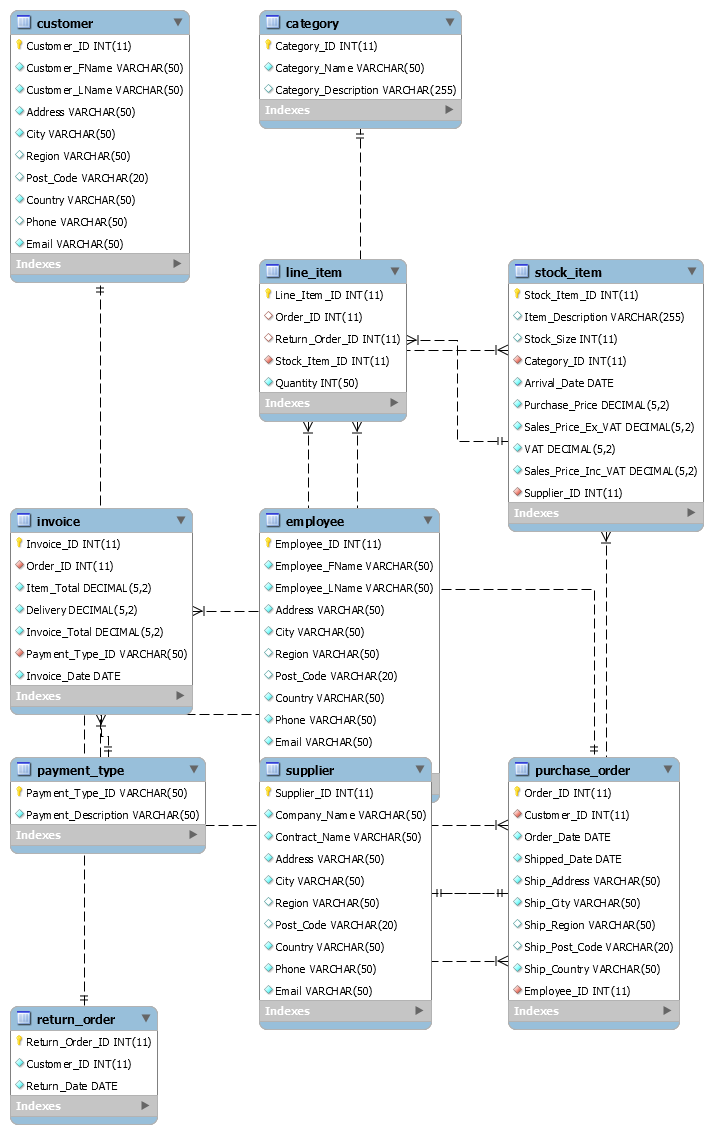 customer
Customer_ID INT(11)
Customer_FName VARCHAR(50)
Customer_LName VARCHAR(50)
Address VARCHAR(50)
City VARCHAR(50)
Region VARCHAR(50)
Post_Code VARCHAR(20)
Country VARCHAR(50)
Phone VARCHAR(50)
Email VARCHAR(50)
Indexes
category
Category_ID INT(11)
Category_Name VARCHAR(50)
Category_Description VARCHAR(255)
Indexes
line_item
Line_Item_ID INT(11)
Order_ID INT(11)
Return_Order_ID INT(11)
Stock_Item_ID INT(11)
Quantity INT(50)
Indexes
stock_item
Stock_Item_ID INT(11)
Item_Description VARCHAR(255)
Stock_Size INT(11)
Category_ID INT(11)
Arrival_Date DATE
Purchase_Price DECIMAL(5,2)
Sales_Price_Ex_VAT DECIMAL(5,2)
VAT DECIMAL(5,2)
Sales_Price_Inc_VAT DECIMAL(5,2)
Supplier_ID INT(11)
Indexes
invoice
Invoice_ID INT(11)
Order_ID INT(11)
Item_Total DECIMAL(5,2)
Delivery DECIMAL(5,2)
Invoice_Total DECIMAL(5,2)
Payment_Type_ID VARCHAR(50)
Invoice_Date DATE
Indexes
employee
Employee_ID INT(11)
Employee_FName VARCHAR(50)
Employee_LName VARCHAR(50)
Address VARCHAR(50)
City VARCHAR(50)
Region VARCHAR(50)
Post_Code VARCHAR(20)
Country VARCHAR(50)
Phone VARCHAR(50)
Email VARCHAR(50)
payment_type
Payment_Type_ID VARCHAR(50)
Payment_Description VARCHAR(50)
Indexes
supplier
Supplier_ID INT(11)
Company_Name VARCHAR(50)
Contract_Name VARCHAR(50)
Address VARCHAR(50)
City VARCHAR(50)
Region VARCHAR(50)
Post_Code VARCHAR(20)
Country VARCHAR(50)
Phone VARCHAR(50)
Email VARCHAR(50)
Indexes
purchase_order
Order_ID INT(11)
Customer_ID INT(11)
Order_Date DATE
Shipped_Date DATE
Ship_Address VARCHAR(50)
Ship_City VARCHAR(50)
Ship_Region VARCHAR(50)
Ship_Post_Code VARCHAR(20)
Ship_Country VARCHAR(50)
Employee_ID INT(11)
Indexes
return_order
Return_Order_ID INT(11)
Customer_ID INT(11)
Return_Date DATE
Indexes